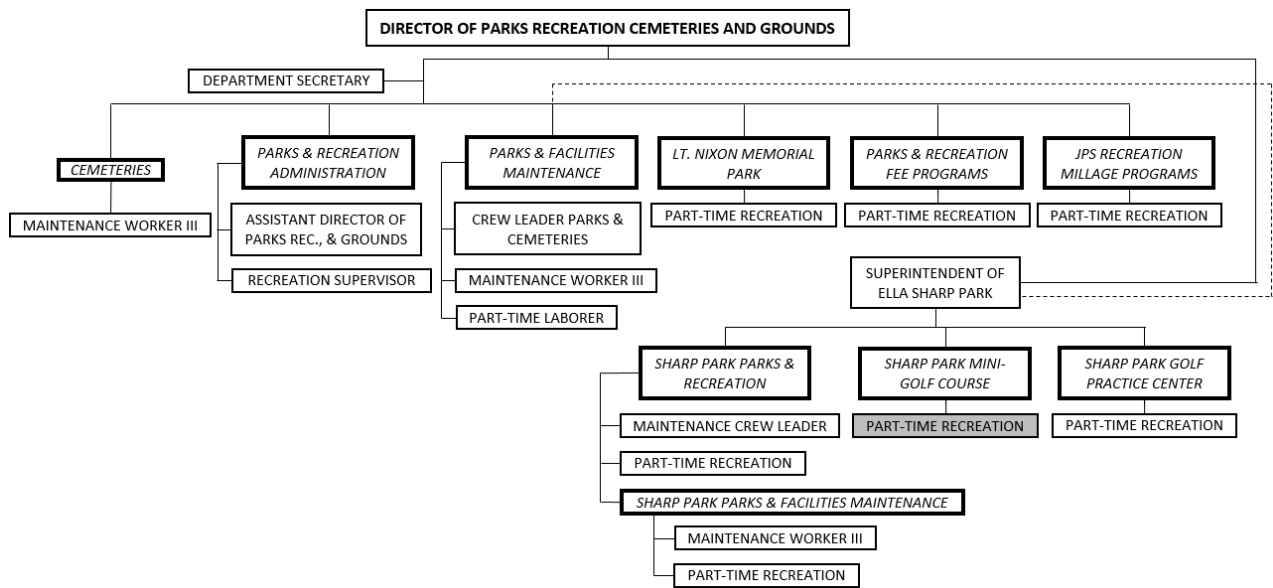 DIRECTOR OF PARKS RECREATION CEMETERIES AND GROUNDS
DEPARTMENT SECRETARY
CEMETERIES
MAINTENANCE WORKER III
PARKS & RECREATION
ADMINISTRATION
ASSISTANT DIRECTOR OF
PARKS REC., & GROUNDS
RECREATION SUPERVISOR
PARKS & FACILITIES
MAINTENANCE
CREW LEADER PARKS &
CEMETERIES
MAINTENANCE WORKER III
PART-TIME LABORER
LT. NIXON MEMORIAL
PARK
PART-TIME RECREATION
PARKS & RECREATION
FEE PROGRAMS
PART-TIME RECREATION
JPS RECREATION
MILLAGE PROGRAMS
PART-TIME RECREATION
SUPERINTENDENT OF
ELLA SHARP PARK
SHARP PARK PARKS &
RECREATION
MAINTENANCE CREW LEADER
PART-TIME RECREATION
SHARP PARK PARKS & FACILITIES MAINTENANCE
MAINTENANCE WORKER III
PART-TIME RECREATION
SHARP PARK MINI-
GOLF COURSE
PART-TIME RECREATION
SHARP PARK GOLF
PRACTICE CENTER
PART-TIME RECREATION